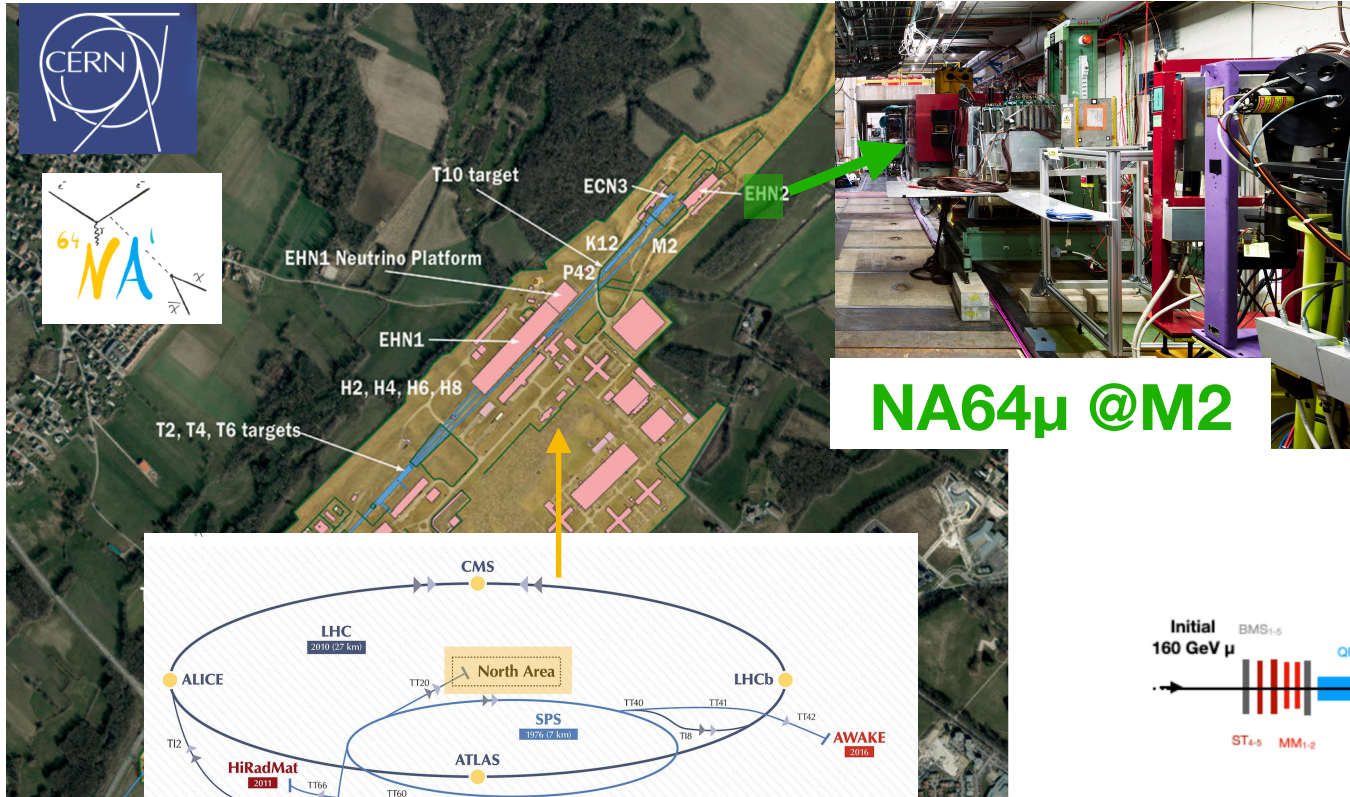 CERN
e⁻
e⁻
γ
64 NA
χ
χ̄
T10 target
ECN3
EHN2
K12
M2
P42
EHN1 Neutrino Platform
EHN1
H2, H4, H6, H8
T2, T4, T6 targets
NA64μ @M2
CMS
LHC
2010 (27 km)
North Area
TT20
ALICE
LHCb
TT40
TT41
TT42
SPS
1976 (7 km)
TI8
TI2
AWAKE
2016
ATLAS
HiRadMat
2011
TT66
TT60
Initial
160 GeV μ
BMS₁₋₅
ST₄₋₅
MM₁₋₂